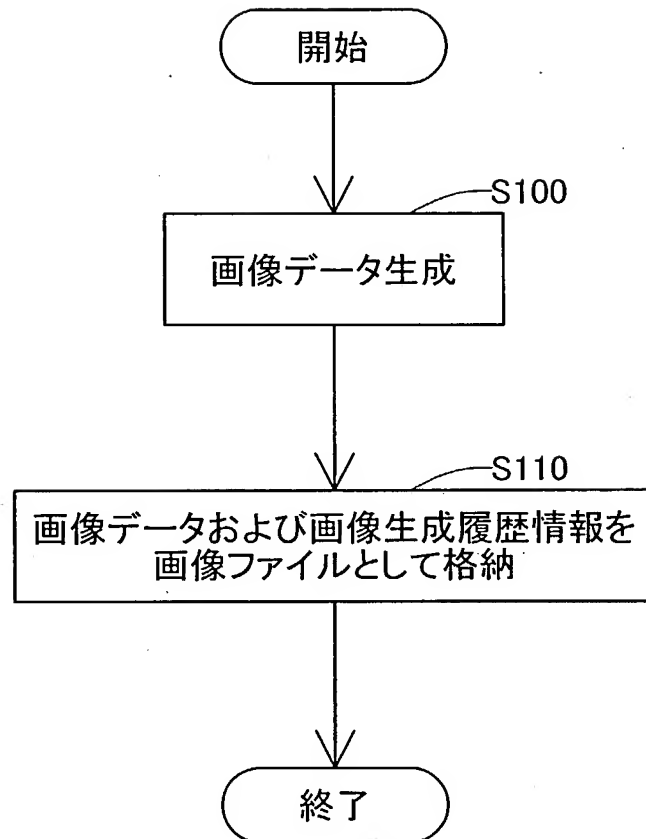 開始
S100
画像データ生成
S110
画像データおよび画像生成履歴情報を
画像ファイルとして格納
終了